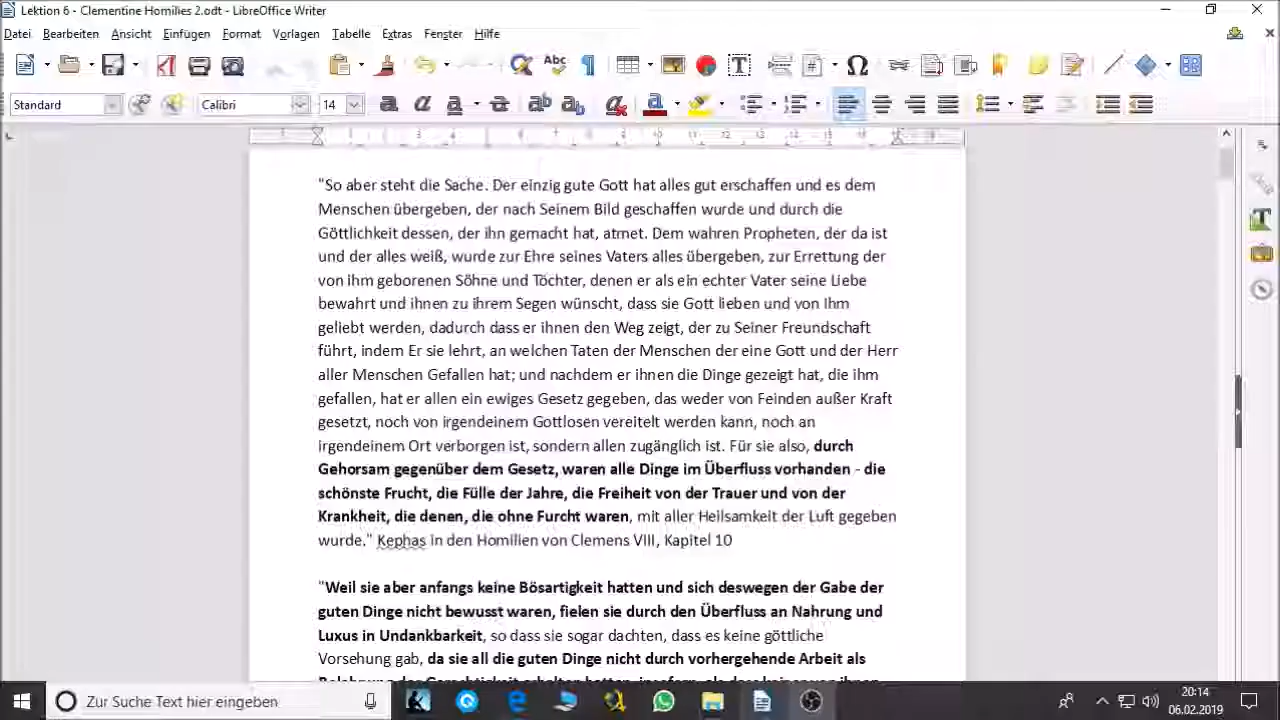 Lektion 6 - Clementine Homilies 2.odt - LibreOffice Writer
Datei Bearbeiten Ansicht Einfügen Format Vorlagen Tabelle Extras Fenster Hilfe
Standard Calibri 14
"So aber steht die Sache. Der einzig gute Gott hat alles gut erschaffen und es dem
Menschen übergeben, der nach Seinem Bild geschaffen wurde und durch die
Göttlichkeit dessen, der ihn gemacht hat, atmet. Dem wahren Propheten, der da ist
und der alles weiß, wurde zur Ehre seines Vaters alles übergeben, zur Errettung der
von ihm geborenen Söhne und Töchter, denen er als ein echter Vater seine Liebe
bewahrt und ihnen zu ihrem Segen wünscht, dass sie Gott lieben und von Ihm
geliebt werden, dadurch dass er ihnen den Weg zeigt, der zu Seiner Freundschaft
führt, indem Er sie lehrt, an welchen Taten der Menschen der eine Gott und der Herr
aller Menschen Gefallen hat; und nachdem er ihnen die Dinge gezeigt hat, die ihm
gefallen, hat er allen ein ewiges Gesetz gegeben, das weder von Feinden außer Kraft
gesetzt, noch von irgendeinem Gottlosen vereitelt werden kann, noch an
irgendeinem Ort verborgen ist, sondern allen zugänglich ist. Für sie also, durch
Gehorsam gegenüber dem Gesetz, waren alle Dinge im Überfluss vorhanden - die
schönste Frucht, die Fülle der Jahre, die Freiheit von der Trauer und von der
Krankheit, die denen, die ohne Furcht waren, mit aller Heilsamkeit der Luft gegeben
wurde." Kephas in den Homilien von Clemens VIII, Kapitel 10
"Weil sie aber anfangs keine Bösartigkeit hatten und sich deswegen der Gabe der
guten Dinge nicht bewusst waren, fielen sie durch den Überfluss an Nahrung und
Luxus in Undankbarkeit, so dass sie sogar dachten, dass es keine göttliche
Vorsehung gab, da sie all die guten Dinge nicht durch vorhergehende Arbeit als
Zur Suche Text hier eingeben
20:14
06.02.2019